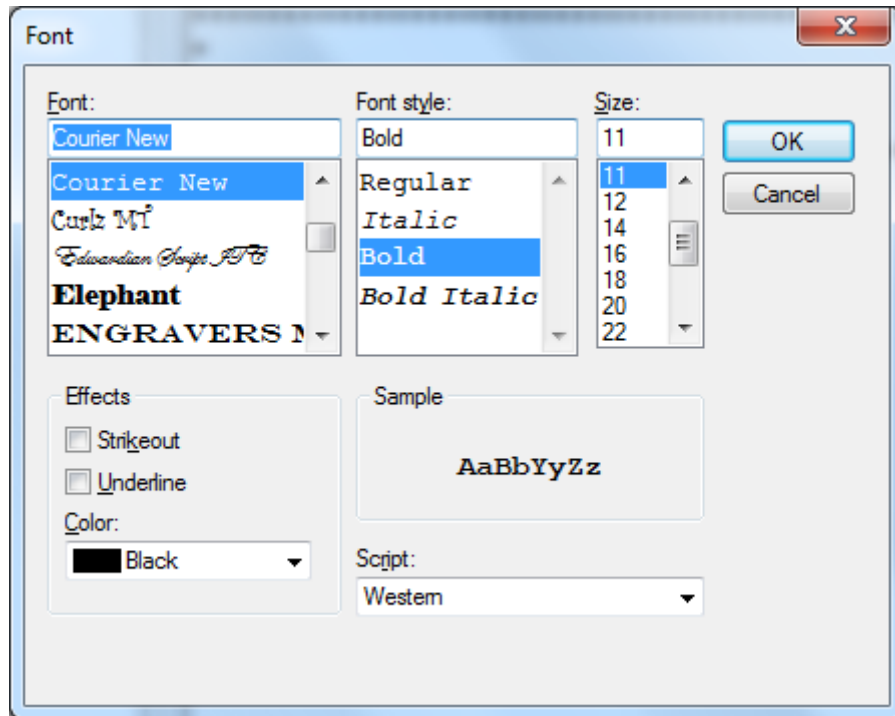 Font
Font:
Courier New
Courier New
Curlz MT
Edwardian Script ITC
Elephant
ENGRAVERS M
Font style:
Bold
Regular
Italic
Bold
Bold Italic
Size:
11
11
12
14
16
18
20
22
OK
Cancel
Effects
Strikeout
Underline
Color:
Black
Sample
AaBbYyZz
Script:
Western